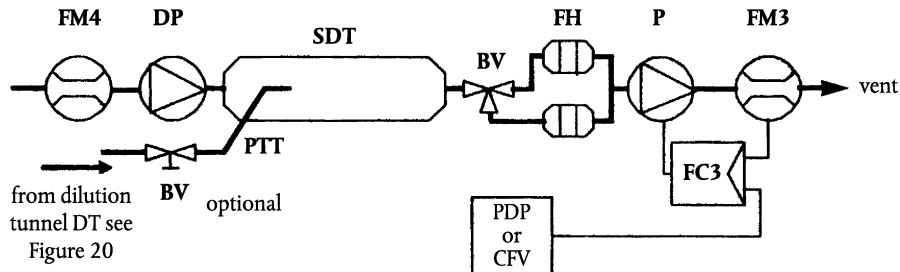 FM4
DP
SDT
BV
FH
P
FM3
vent
PTT
BV
FC3
from dilution
tunnel DT see
Figure 20
optional
PDP
or
CFV